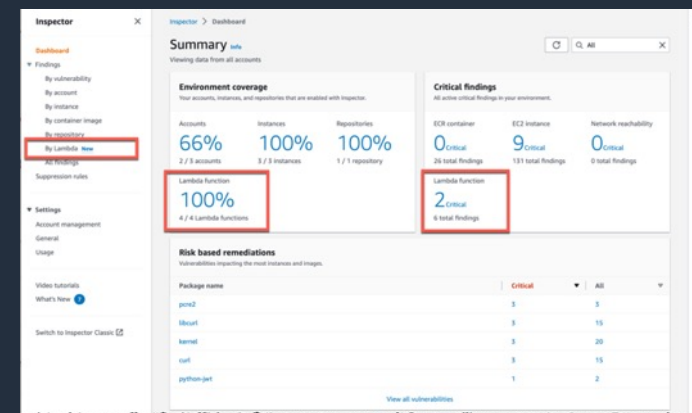 Inspector
Dashboard
Findings
By vulnerability
By account
By instance
By container image
By repository
By Lambda New
All findings
Suppression rules
Settings
Account management
General
Usage
Video tutorials
What's New
Switch to Inspector Classic
Inspector > Dashboard
Summary Info
Viewing data from all accounts
All
Environment coverage
Your accounts, instances, and repositories that are enabled with Inspector.
Accounts Instances Repositories
66% 100% 100%
2 / 3 accounts 3 / 3 instances 1 / 1 repository
Lambda function
100%
4 / 4 Lambda functions
Critical findings
All active critical findings in your environment.
ECR container EC2 instance Network reachability
0 Critical 9 Critical 0 Critical
26 total findings 131 total findings 0 total findings
Lambda function
2 Critical
6 total findings
Risk based remediations
Vulnerabilities impacting the most instances and images.
Package name Critical All
pcre2 3 3
libcurl 3 15
kernel 3 20
curl 3 15
python-jwt 1 2
View all vulnerabilities